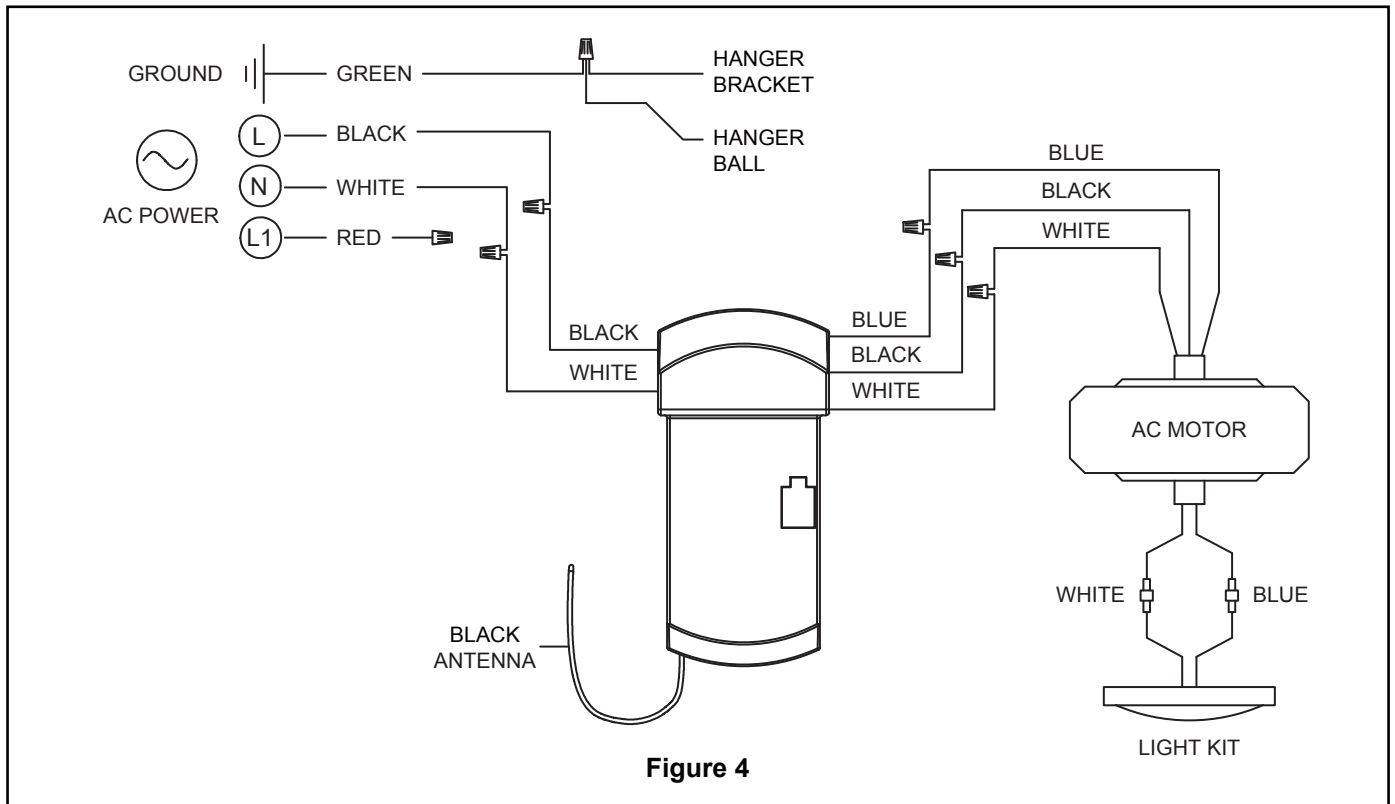 GROUND
GREEN
HANGER
BRACKET
HANGER
BALL
L
BLACK
N
WHITE
AC POWER
L1
RED
BLUE
BLACK
WHITE
BLACK
WHITE
BLUE
BLACK
WHITE
AC MOTOR
WHITE
BLUE
BLACK
ANTENNA
LIGHT KIT
Figure 4